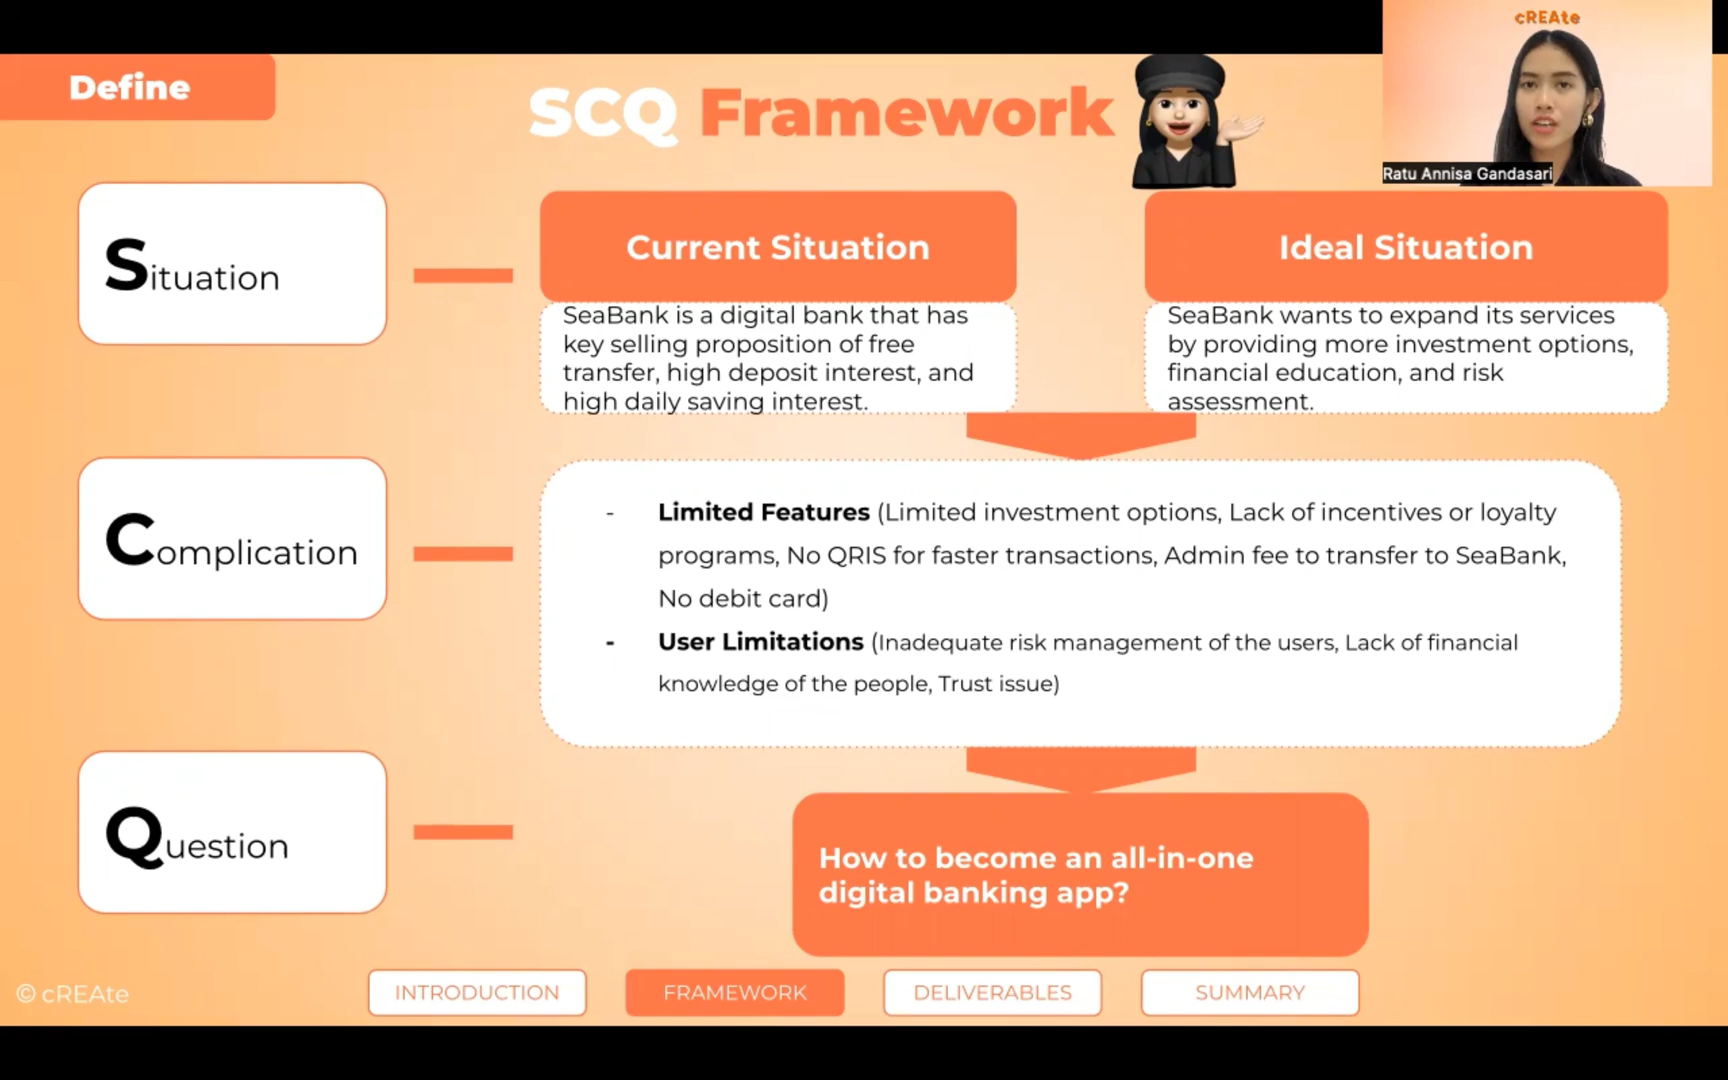 cREAte
Ratu Annisa Gandasari
Define
SCQ Framework
Situation
Current Situation
SeaBank is a digital bank that has
key selling proposition of free
transfer, high deposit interest, and
high daily saving interest.
Ideal Situation
SeaBank wants to expand its services
by providing more investment options,
financial education, and risk
assessment.
Complication
- Limited Features (Limited investment options, Lack of incentives or loyalty
programs, No QRIS for faster transactions, Admin fee to transfer to SeaBank,
No debit card)
- User Limitations (Inadequate risk management of the users, Lack of financial
knowledge of the people, Trust issue)
Question
How to become an all-in-one
digital banking app?
© cREAte
INTRODUCTION
FRAMEWORK
DELIVERABLES
SUMMARY